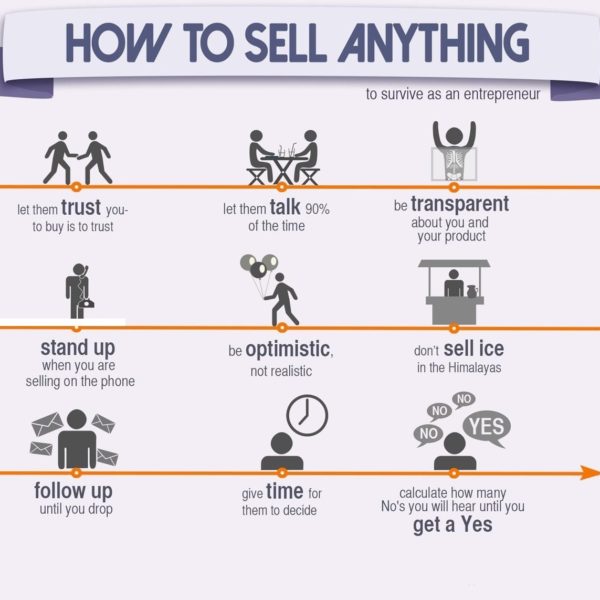 HOW TO SELL ANYTHING
to survive as an entrepreneur
let them trust you-
to buy is to trust
let them talk 90%
of the time
be transparent
about you and
your product
stand up
when you are
selling on the phone
be optimistic,
not realistic
don't sell ice
in the Himalayas
follow up
until you drop
give time for
them to decide
NO
NO
NO
YES
calculate how many
No's you will hear until you
get a Yes